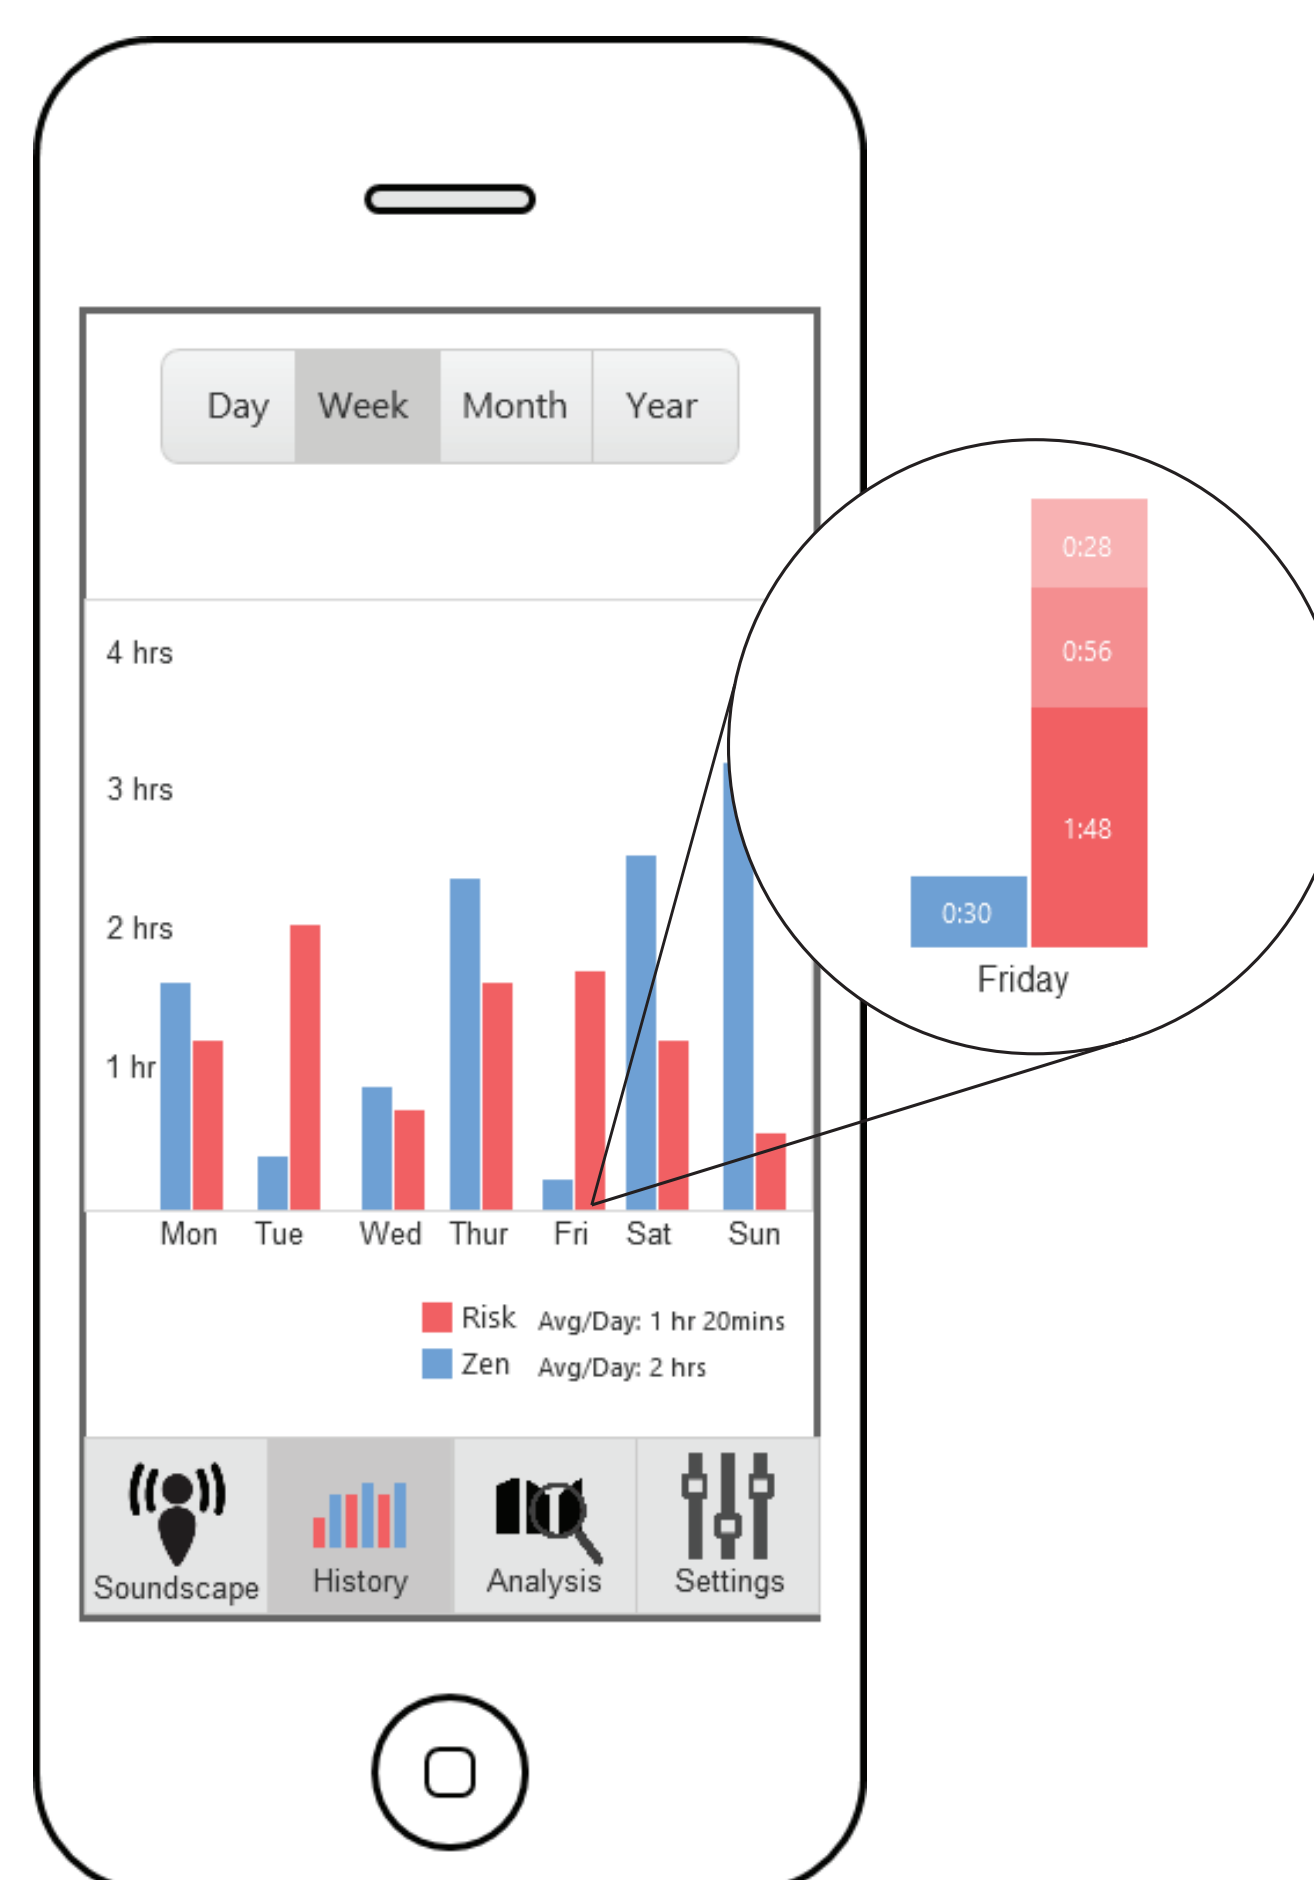 Day Week Month Year
4 hrs
3 hrs
2 hrs
1 hr
Mon Tue Wed Thur Fri Sat Sun
Risk Avg/Day: 1 hr 20mins
Zen Avg/Day: 2 hrs
Soundscape History Analysis Settings
0:28
0:56
1:48
0:30
Friday